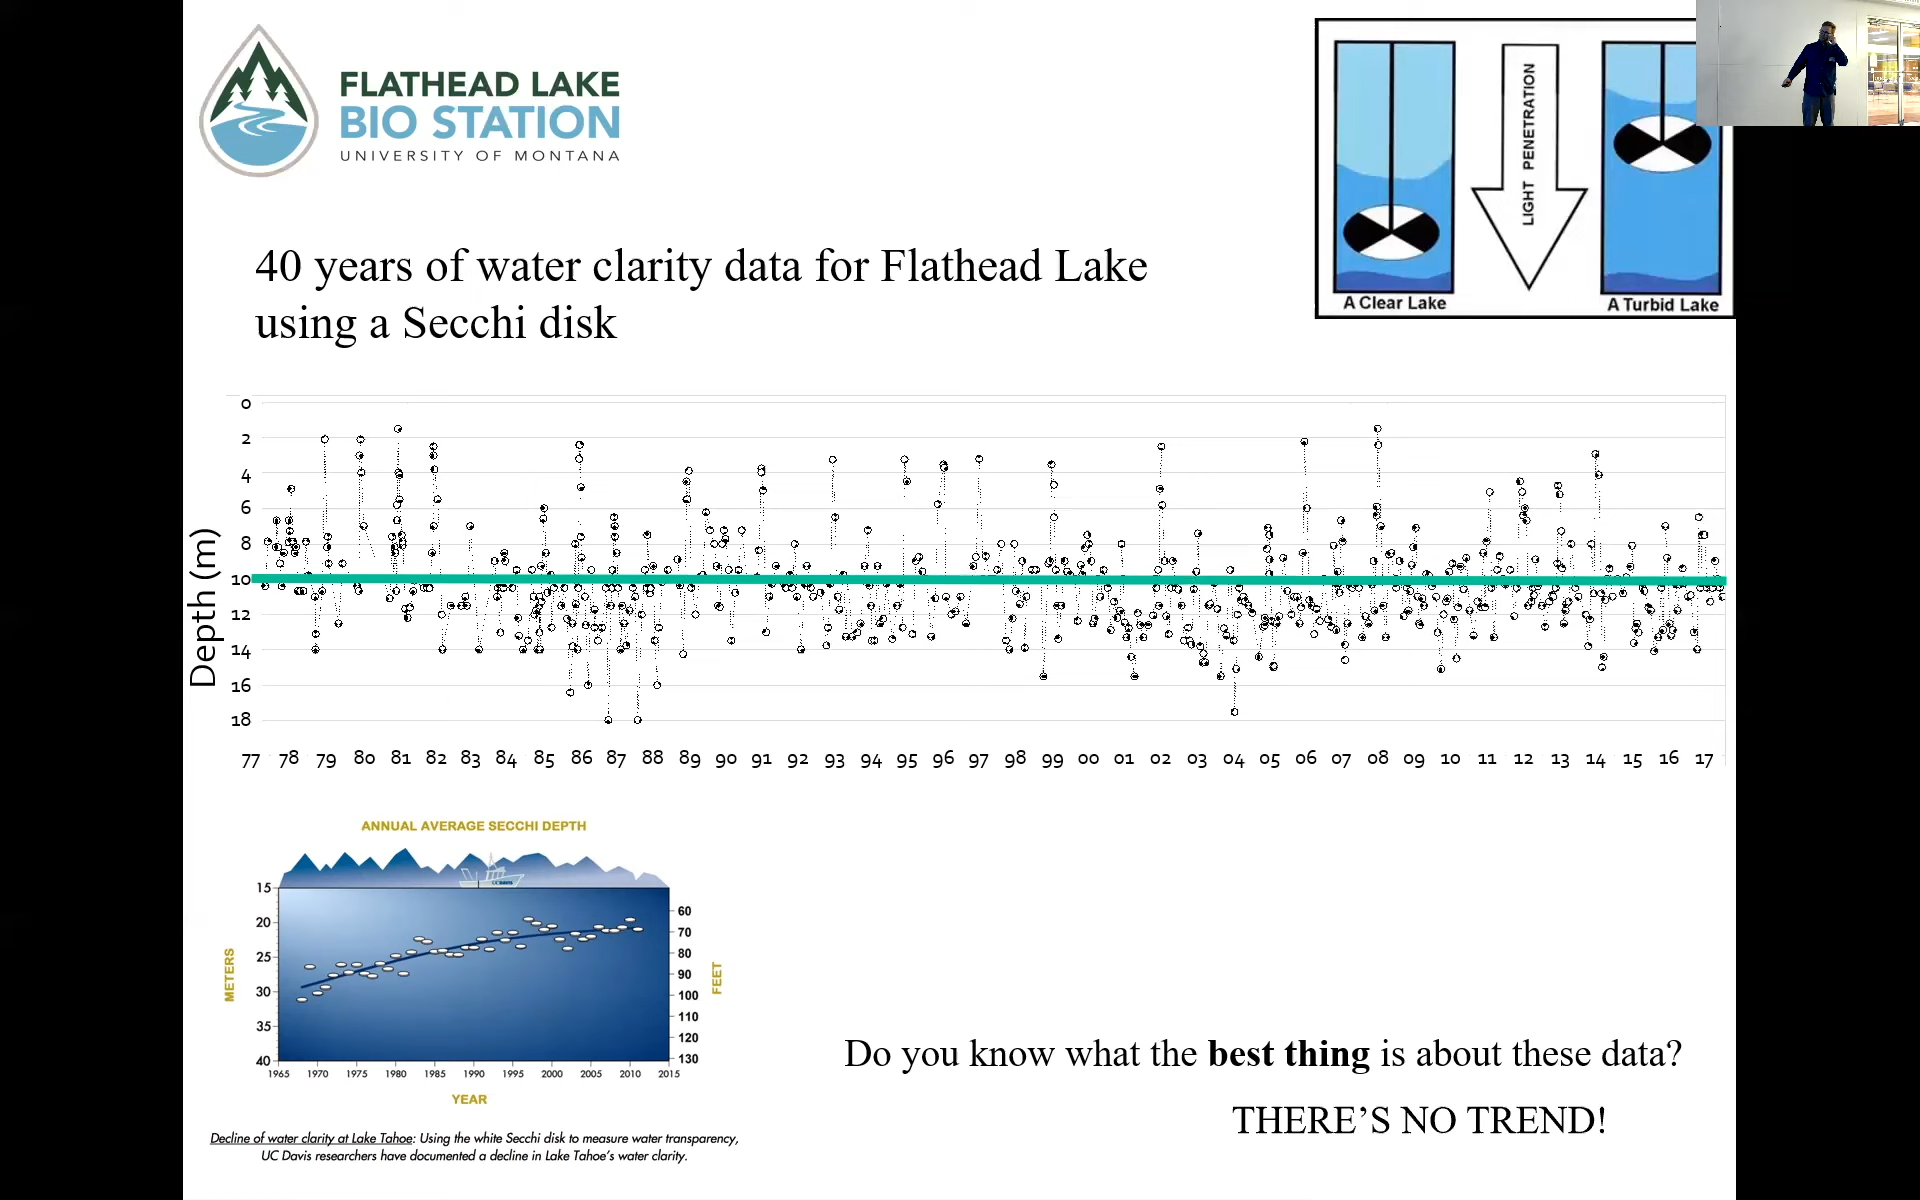 FLATHEAD LAKE
BIO STATION
UNIVERSITY OF MONTANA
LIGHT PENETRATION
A Clear Lake
A Turbid Lake
40 years of water clarity data for Flathead Lake
using a Secchi disk
Depth (m)
0
2
4
6
8
10
12
14
16
18
77 78 79 80 81 82 83 84 85 86 87 88 89 90 91 92 93 94 95 96 97 98 99 00 01 02 03 04 05 06 07 08 09 10 11 12 13 14 15 16 17
ANNUAL AVERAGE SECCHI DEPTH
METERS
15
20
25
30
35
40
60
70
80
90
100
110
120
130
FEET
UC DAVIS
1965 1970 1975 1980 1985 1990 1995 2000 2005 2010 2015
YEAR
Decline of water clarity at Lake Tahoe: Using the white Secchi disk to measure water transparency,
UC Davis researchers have documented a decline in Lake Tahoe's water clarity.
Do you know what the best thing is about these data?
THERE'S NO TREND!